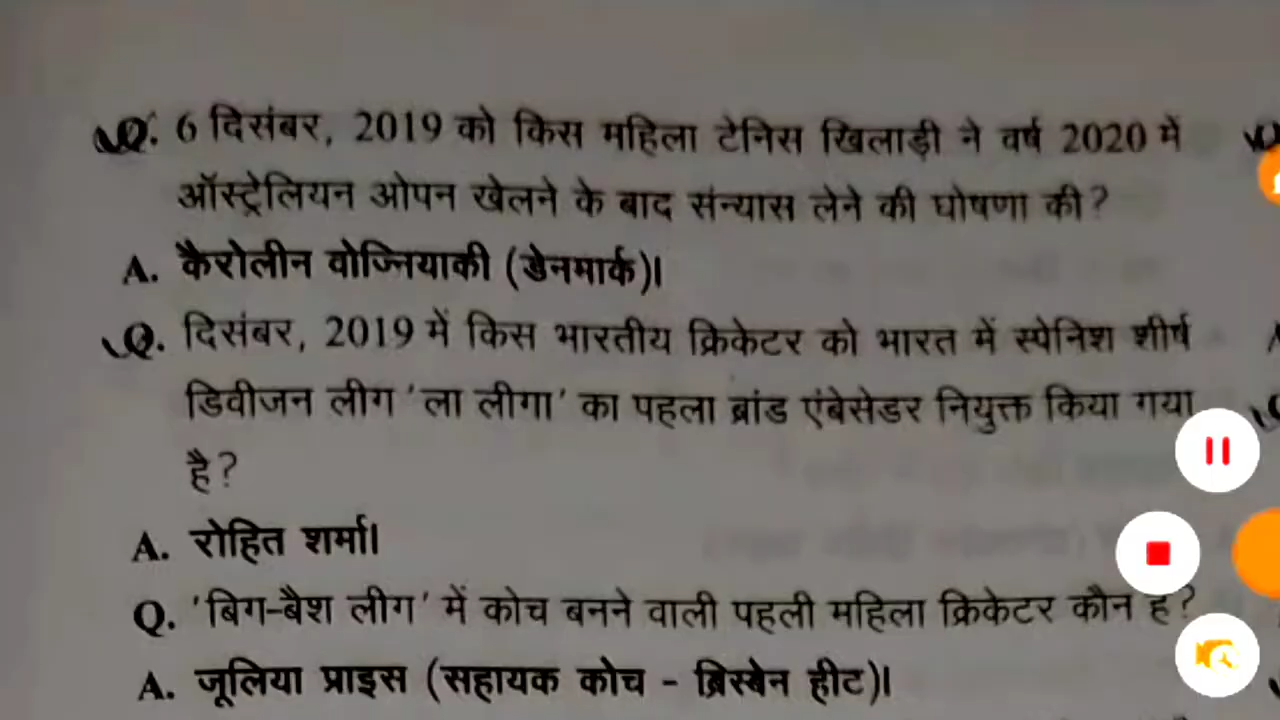 Q. 6 दिसंबर, 2019 को किस महिला टेनिस खिलाड़ी ने वर्ष 2020 में
ऑस्ट्रेलियन ओपन खेलने के बाद संन्यास लेने की घोषणा की?
A. कैरोलीन वोज्नियाकी (डेनमार्क)।
Q. दिसंबर, 2019 में किस भारतीय क्रिकेटर को भारत में स्पेनिश शीर्ष
डिवीजन लीग 'ला लीगा' का पहला ब्रांड एंबेसेडर नियुक्त किया गया
है?
A. रोहित शर्मा।
Q. 'बिग-बैश लीग' में कोच बनने वाली पहली महिला क्रिकेटर कौन है?
A. जूलिया प्राइस (सहायक कोच - ब्रिस्बेन हीट)।